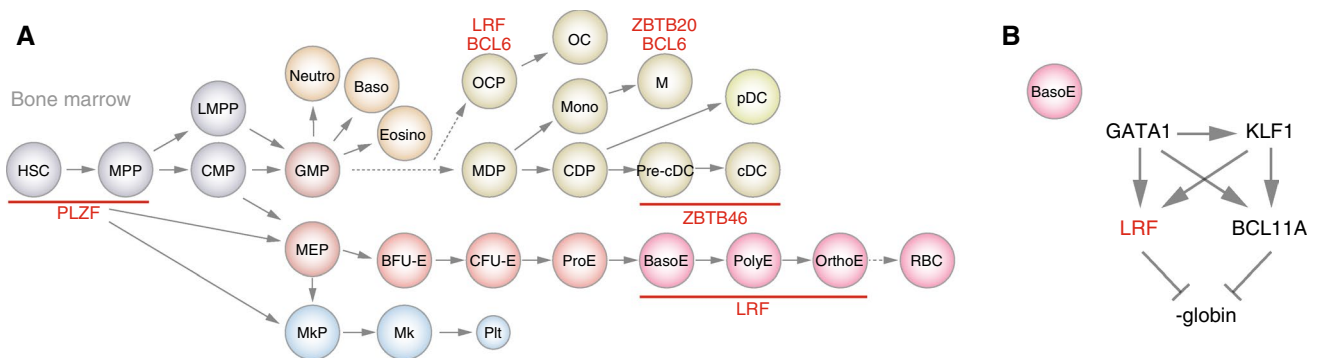 A
B
Bone marrow
LRF
BCL6
OC
ZBTB20
BCL6
Neutro
Baso
Eosino
OCP
Mono
M
pDC
LMPP
HSC
MPP
CMP
GMP
MDP
CDP
Pre-cDC
cDC
PLZF
ZBTB46
MEP
BFU-E
CFU-E
ProE
BasoE
PolyE
OrthoE
RBC
LRF
MkP
Mk
Plt
BasoE
GATA1
KLF1
LRF
BCL11A
-globin